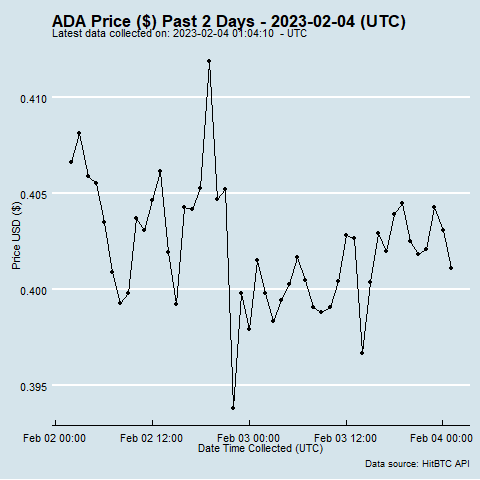 ADA Price ($) Past 2 Days - 2023-02-04 (UTC)
Latest data collected on: 2023-02-04 01:04:10 - UTC
0.410
0.405
0.400
0.395
Price USD ($)
Feb 02 00:00 Feb 02 12:00 Feb 03 00:00 Feb 03 12:00 Feb 04 00:00
Date Time Collected (UTC)
Data source: HitBTC API